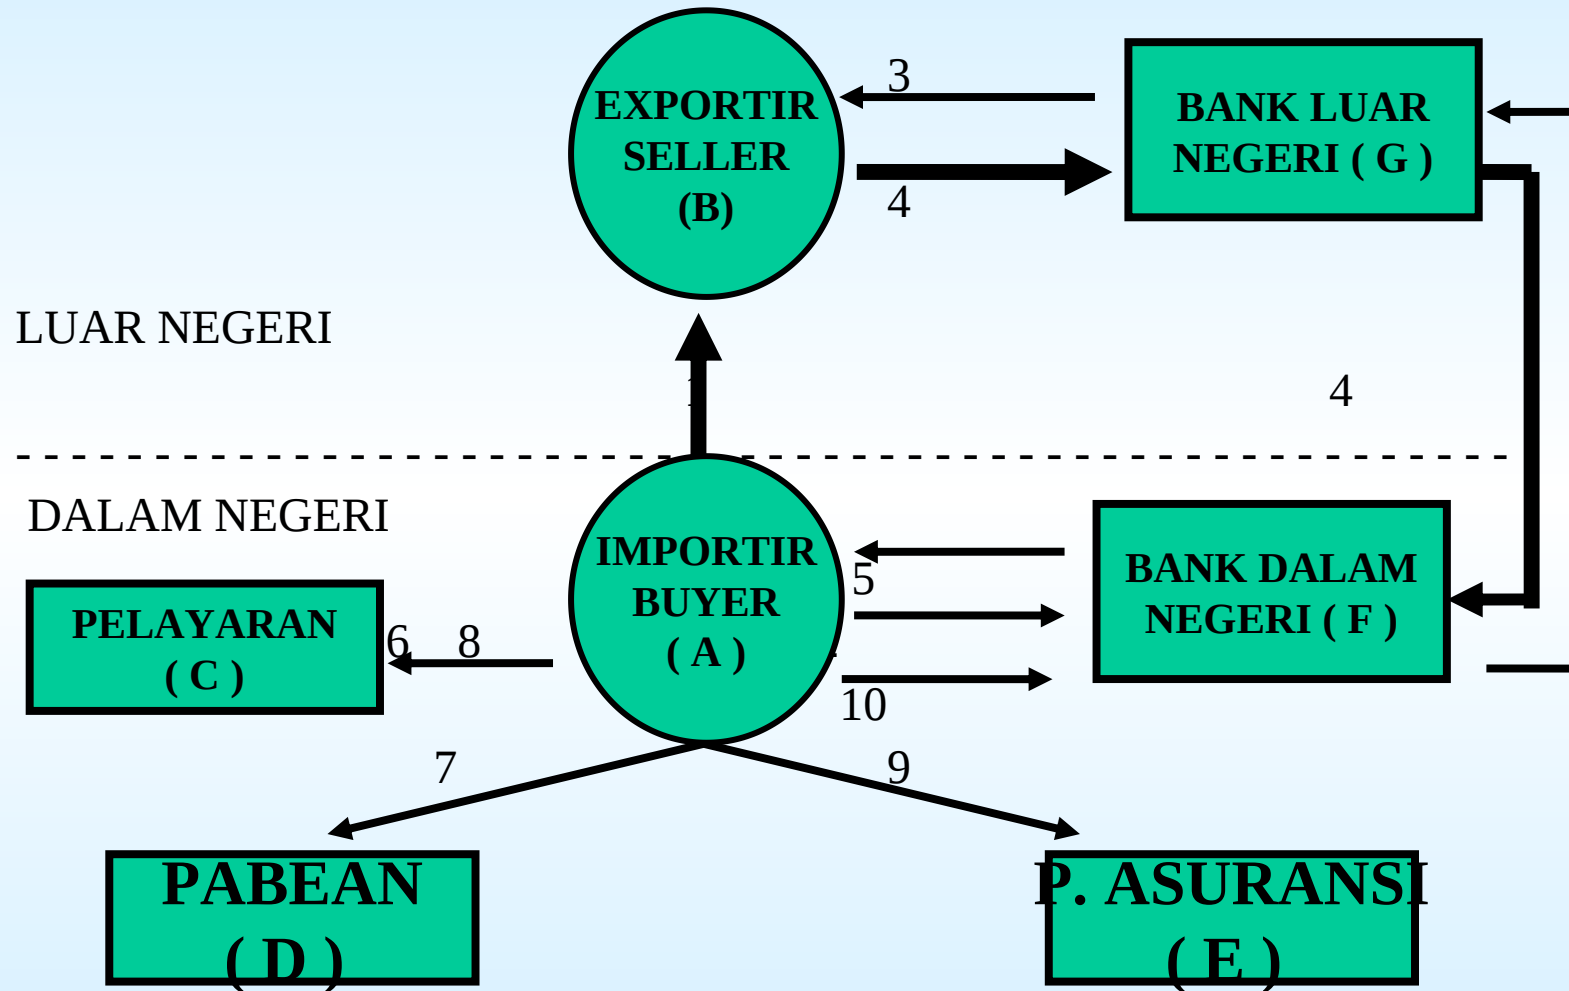 EXPORTIR
SELLER
(B)
3
4
BANK LUAR
NEGERI ( G )
LUAR NEGERI
1
4
DALAM NEGERI
IMPORTIR
BUYER
( A )
5
10
BANK DALAM
NEGERI ( F )
PELAYARAN
( C )
6
8
7
9
PABEAN
( D )
P. ASURANSI
( E )